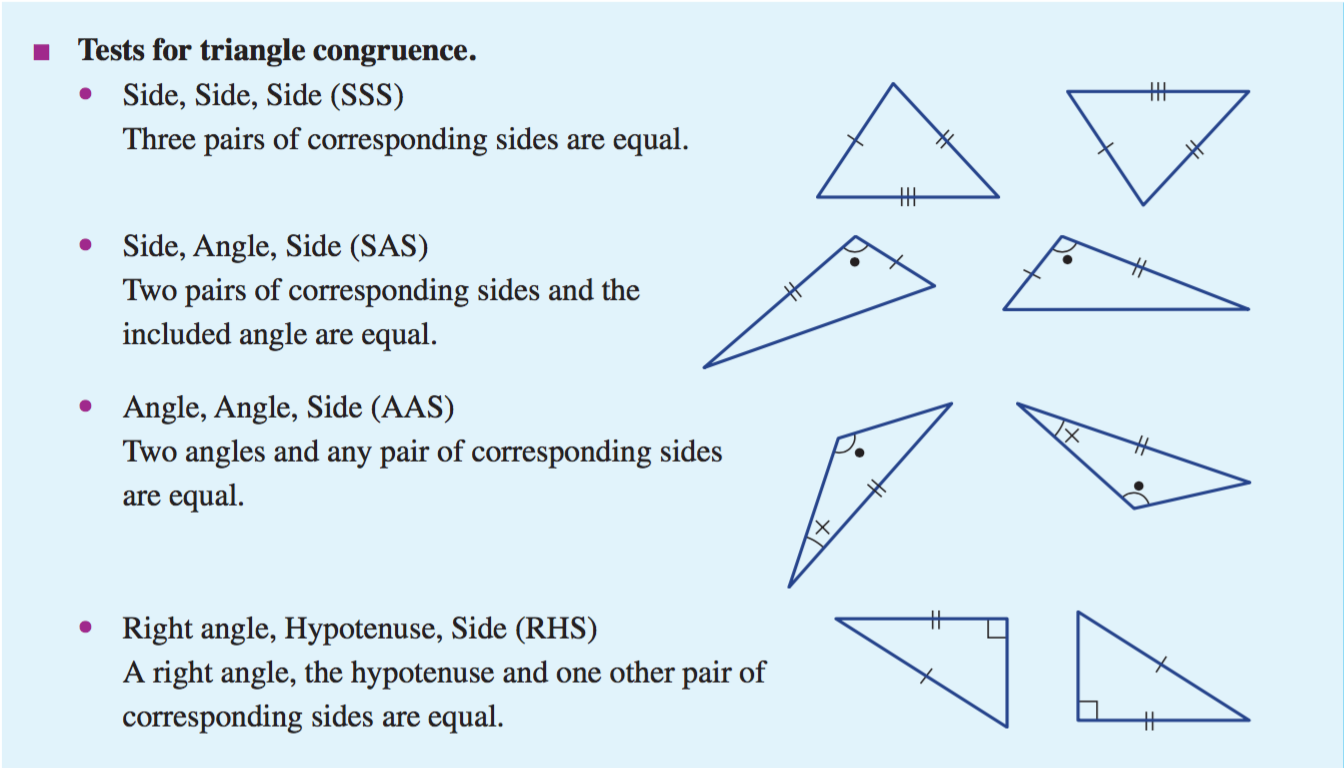 Tests for triangle congruence.
Side, Side, Side (SSS)
Three pairs of corresponding sides are equal.
Side, Angle, Side (SAS)
Two pairs of corresponding sides and the
included angle are equal.
Angle, Angle, Side (AAS)
Two angles and any pair of corresponding sides
are equal.
Right angle, Hypotenuse, Side (RHS)
A right angle, the hypotenuse and one other pair of
corresponding sides are equal.